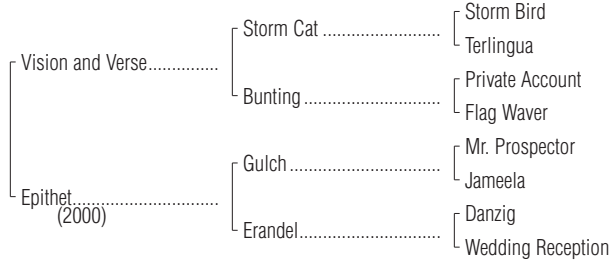 Storm Bird
Storm Cat ........................
Terlingua
Vision and Verse...............
Private Account
Bunting ............................
Flag Waver
Mr. Prospector
Gulch ...............................
Jameela
Epithet................................
(2000)
Danzig
Erandel.............................
Wedding Reception